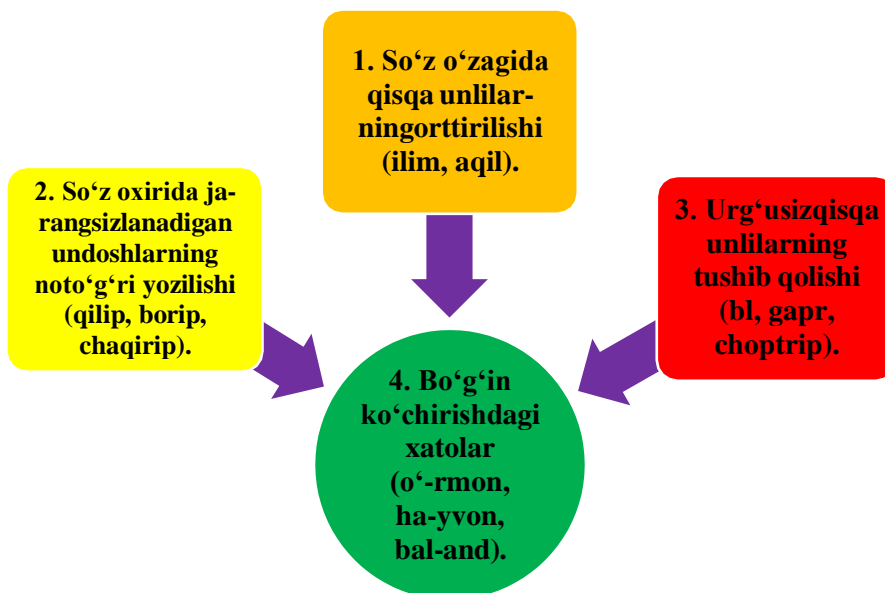 1. So‘z o‘zagida
qisqa unlilar-
ningorttirilishi
(ilim, aqil).
2. So‘z oxirida ja-
rangsizlanadigan
undoshlarning
noto‘g‘ri yozilishi
(qilip, borip,
chaqirip).
3. Urg‘usizqisqa
unlilarning
tushib qolishi
(bl, gapr,
choptrip).
4. Bo‘g‘in
ko‘chirishdagi
xatolar
(o‘-rmon,
ha-yvon,
bal-and).